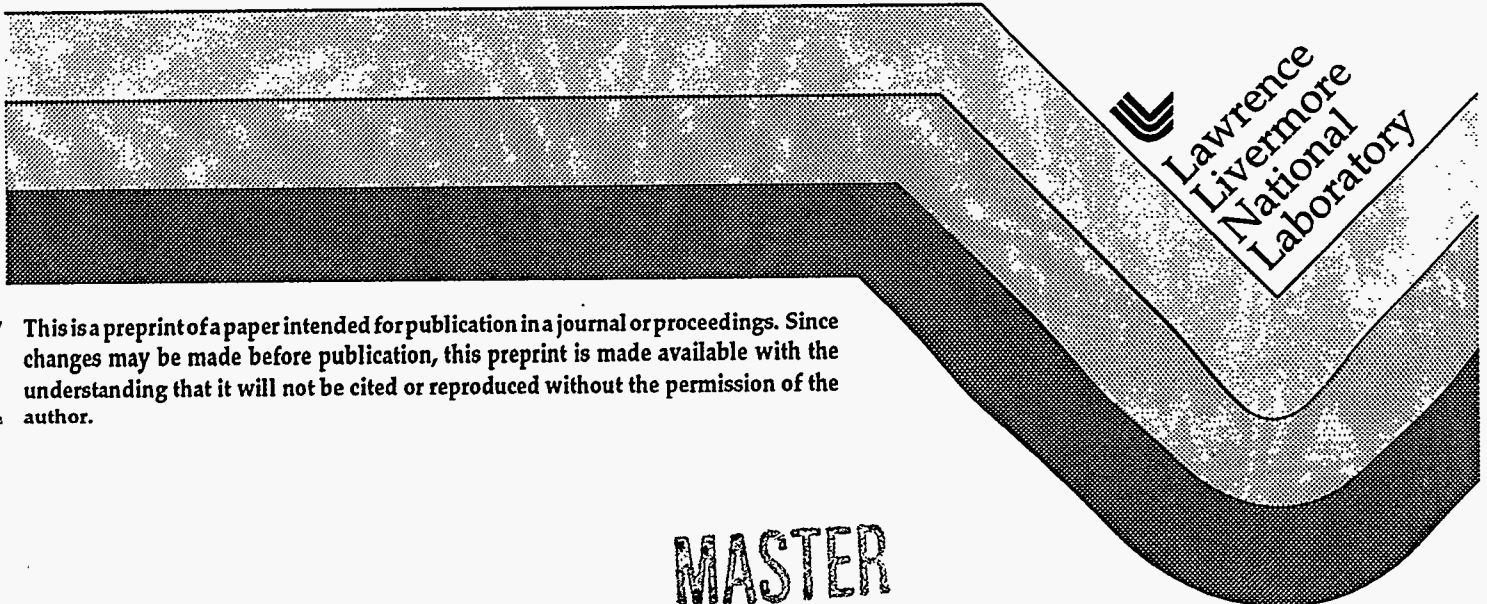 Lawrence
Livermore
National
Laboratory
This is a preprint of a paper intended for publication in a journal or proceedings. Since
changes may be made before publication, this preprint is made available with the
understanding that it will not be cited or reproduced without the permission of the
author.
MASTER